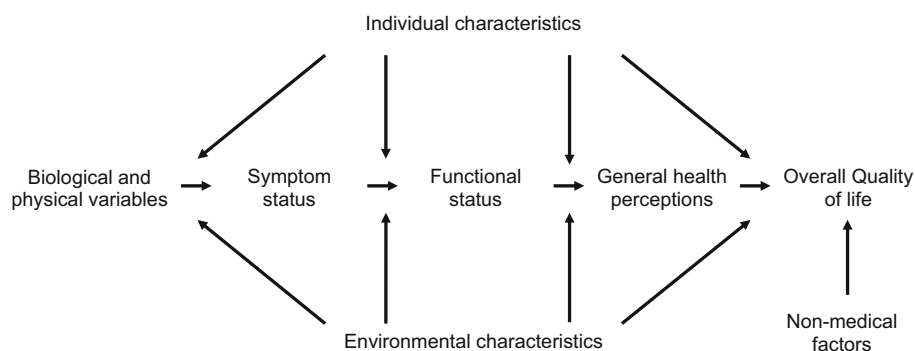 Individual characteristics
Biological and
physical variables
Symptom
status
Functional
status
General health
perceptions
Overall Quality
of life
Environmental characteristics
Non-medical
factors